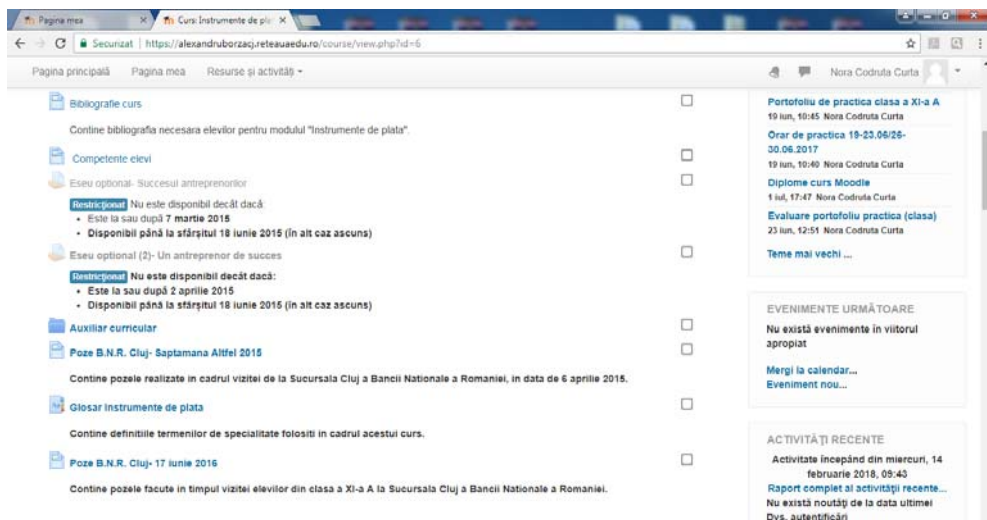 Pagina mea
Curs: Instrumente de pla
Securizat | https://alexandruborzacj.reteauaedu.ro/course/view.php?id=6
Pagina principală Pagina mea Resurse și activități
Nora Codruta Curta
Bibliografie curs
Contine bibliografia necesara elevilor pentru modulul "Instrumente de plata".
Competente elevi
Eseu optional- Succesul antreprenorilor
Restricționat Nu este disponibil decât dacă:
• Este la sau după 7 martie 2015
• Disponibil până la sfârșitul 18 iunie 2015 (în alt caz ascuns)
Eseu optional (2)- Un antreprenor de succes
Restricționat Nu este disponibil decât dacă:
• Este la sau după 2 aprilie 2015
• Disponibil până la sfârșitul 18 iunie 2015 (în alt caz ascuns)
Auxiliar curricular
Poze B.N.R. Cluj- Saptamana Altfel 2015
Contine pozele realizate in cadrul vizitei de la Sucursala Cluj a Bancii Nationale a Romaniei, in data de 6 aprilie 2015.
Glosar Instrumente de plata
Contine definitiile termenilor de specialitate folositi in cadrul acestui curs.
Poze B.N.R. Cluj- 17 iunie 2016
Contine pozele facute in timpul vizitei elevilor din clasa a XI-a A la Sucursala Cluj a Bancii Nationale a Romaniei.
Portofoliu de practica clasa a XI-a A
19 iun, 10:45 Nora Codruta Curta
Orar de practica 19-23.06/26-
30.06.2017
19 iun, 10:40 Nora Codruta Curta
Diplome curs Moodle
1 iul, 17:47 Nora Codruta Curta
Evaluare portofoliu practica (clasa)
23 iun, 12:51 Nora Codruta Curta
Teme mai vechi ...
EVENIMENTE URMĂTOARE
Nu există evenimente în viitorul
apropiat
Mergi la calendar...
Eveniment nou...
ACTIVITĂȚI RECENTE
Activitate începând din miercuri, 14
februarie 2018, 09:43
Raport complet al activității recente...
Nu există noutăți de la data ultimei
Dvs. autentificări